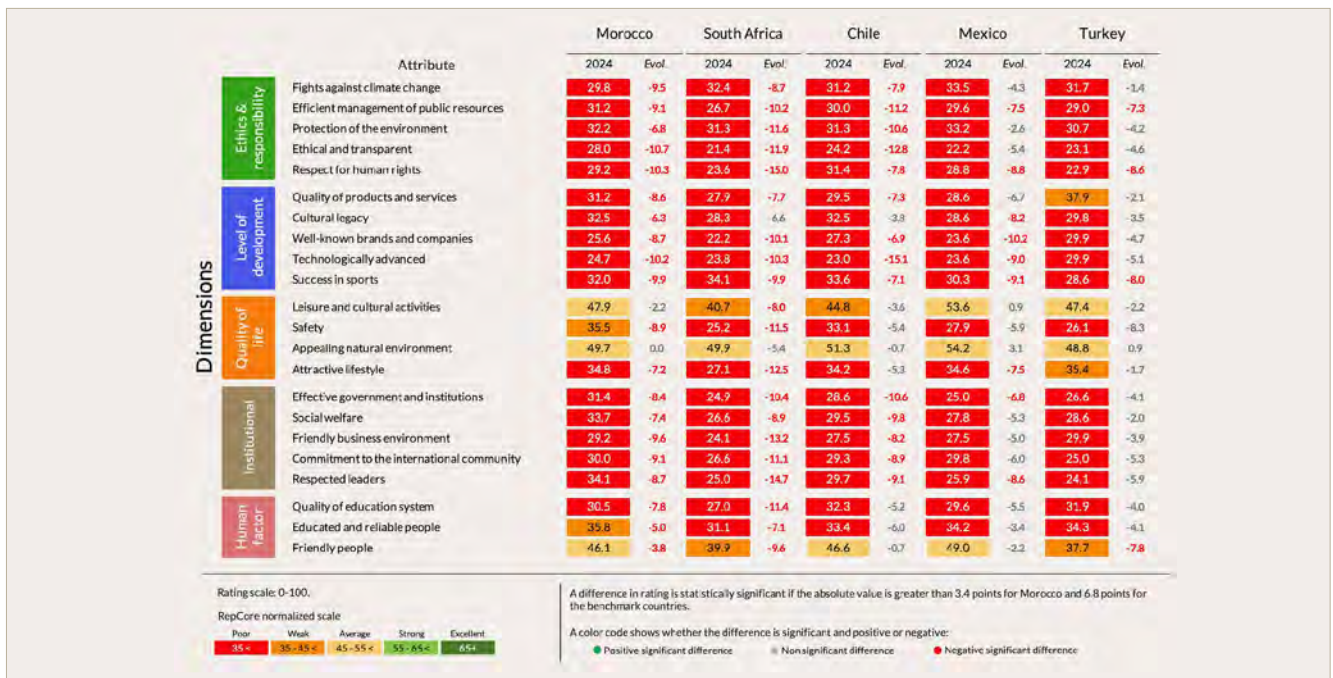 Morocco South Africa Chile Mexico Turkey
Attribute 2024 Evol. 2024 Evol. 2024 Evol. 2024 Evol. 2024 Evol.
Dimensions
Ethics & responsibility
Fights against climate change 29.8 -9.5 32.4 -8.7 31.2 -7.9 33.5 -4.3 31.7 -1.4
Efficient management of public resources 31.2 -9.1 26.7 -10.2 30.0 -11.2 29.6 -7.5 29.0 -7.3
Protection of the environment 32.2 -6.8 31.3 -11.6 31.3 -10.6 33.2 -2.6 30.7 -4.2
Ethical and transparent 28.0 -10.7 21.4 -11.9 24.2 -12.8 22.2 -5.4 23.1 -4.6
Respect for human rights 29.2 -10.3 23.6 -15.0 31.4 -7.8 28.8 -8.8 22.9 -8.6
Level of development
Quality of products and services 31.2 -8.6 27.9 -7.7 29.5 -7.3 28.6 -6.7 37.9 -2.1
Cultural legacy 32.5 -6.3 28.3 6.6 32.5 3.8 28.6 -8.2 29.8 3.5
Well-known brands and companies 25.6 -8.7 22.2 -10.1 27.3 -6.9 23.6 -10.2 29.9 -4.7
Technologically advanced 24.7 -10.2 23.8 -10.3 23.0 -15.1 23.6 -9.0 29.9 -5.1
Success in sports 32.0 -9.9 34.1 -9.9 33.6 -7.1 30.3 -9.1 28.6 -8.0
Quality of life
Leisure and cultural activities 47.9 -2.2 40.7 -8.0 44.8 -3.6 53.6 0.9 47.4 -2.2
Safety 35.5 -8.9 25.2 -11.5 33.1 -5.4 27.9 -5.9 26.1 -8.3
Appealing natural environment 49.7 0.0 49.9 -5.4 51.3 -0.7 54.2 3.1 48.8 0.9
Attractive lifestyle 34.8 -7.2 27.1 -12.5 34.2 -5.3 34.6 -7.5 35.4 -1.7
Institutional
Effective government and institutions 31.4 -8.4 24.9 -10.4 28.6 -10.6 25.0 -6.8 26.6 -4.1
Social welfare 33.7 -7.4 26.6 -8.9 29.5 -9.8 27.8 -5.3 28.6 -2.0
Friendly business environment 29.2 -9.6 24.1 -13.2 27.5 -8.2 27.5 -5.0 29.9 -3.9
Commitment to the international community 30.0 -9.1 26.6 -11.1 29.3 -8.9 29.8 -6.0 25.0 -5.3
Respected leaders 34.1 -8.7 25.0 -14.7 29.7 -9.1 25.9 -8.6 24.1 -5.9
Human factor
Quality of education system 30.5 -7.8 27.0 -11.4 32.3 -5.2 29.6 -5.5 31.9 -4.0
Educated and reliable people 35.8 -5.0 31.1 -7.1 33.4 -6.0 34.2 -3.4 34.3 -4.1
Friendly people 46.1 -3.8 39.9 -9.6 46.6 -0.7 49.0 -2.2 37.7 -7.8
Rating scale: 0-100.
RepCore normalized scale
Poor Weak Average Strong Excellent
35< 35-45< 45-55< 55-65< 65+
A difference in rating is stat stically significant if the absolute value is greater than 3.4 points for Morocco and 6.8 points for
the benchmark countries.
A color code shows whether the difference is significant and positive or negative:
Positive significant difference Non significant difference Negative significant difference